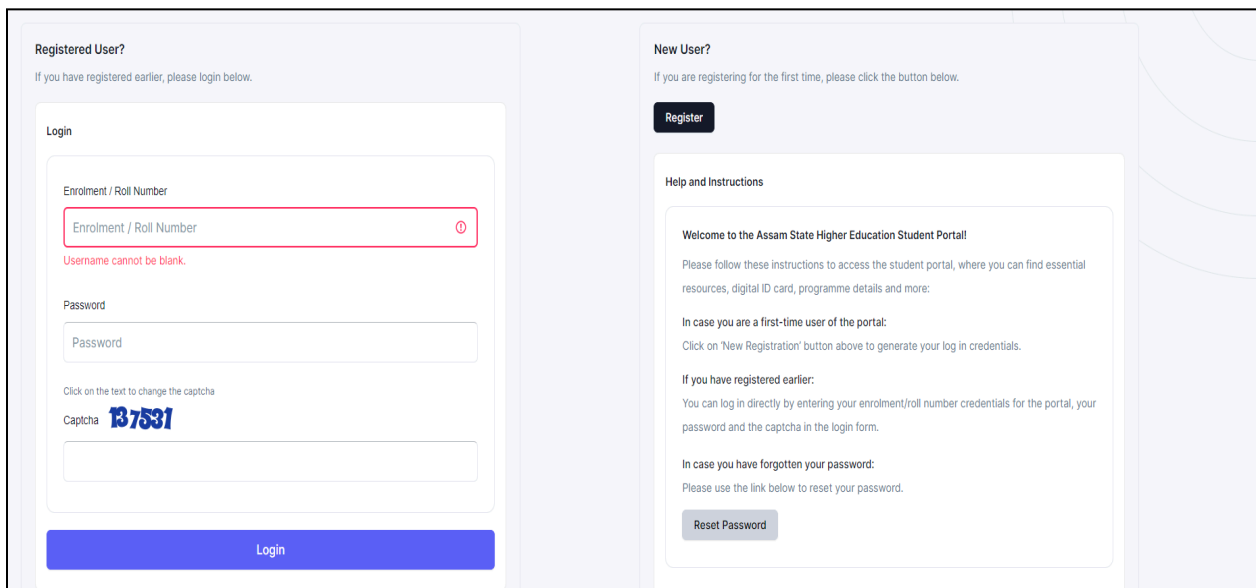 Registered User?
If you have registered earlier, please login below.
Login
Enrolment / Roll Number
Enrolment / Roll Number
Username cannot be blank.
Password
Password
Click on the text to change the captcha
Captcha 137531
Login
New User?
If you are registering for the first time, please click the button below.
Register
Help and Instructions
Welcome to the Assam State Higher Education Student Portal!
Please follow these instructions to access the student portal, where you can find essential
resources, digital ID card, programme details and more:
In case you are a first-time user of the portal:
Click on ‘New Registration’ button above to generate your log in credentials.
If you have registered earlier:
You can log in directly by entering your enrolment/roll number credentials for the portal, your
password and the captcha in the login form.
In case you have forgotten your password:
Please use the link below to reset your password.
Reset Password